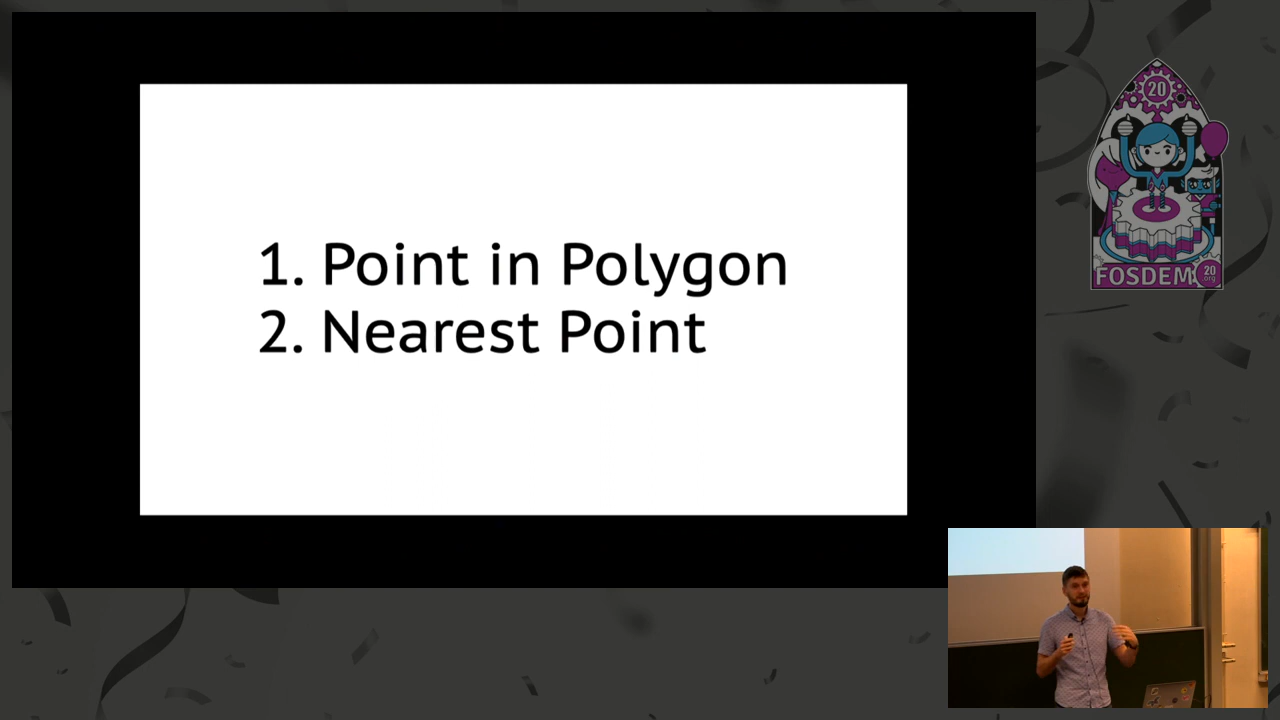 1. Point in Polygon
2. Nearest Point
20
FOSDEM
20
org